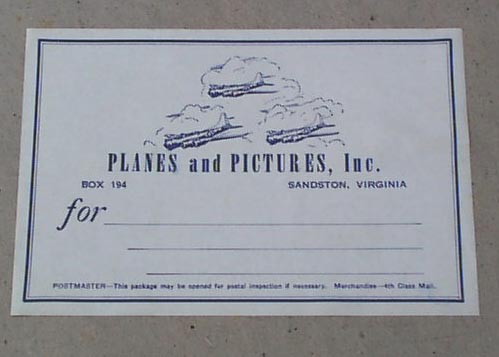 PLANES and PICTURES, Inc.
BOX 194 SANDSTON, VIRGINIA
for
POSTMASTER—This package may be opened for postal inspection if necessary. Merchandise—4th Class Mail.